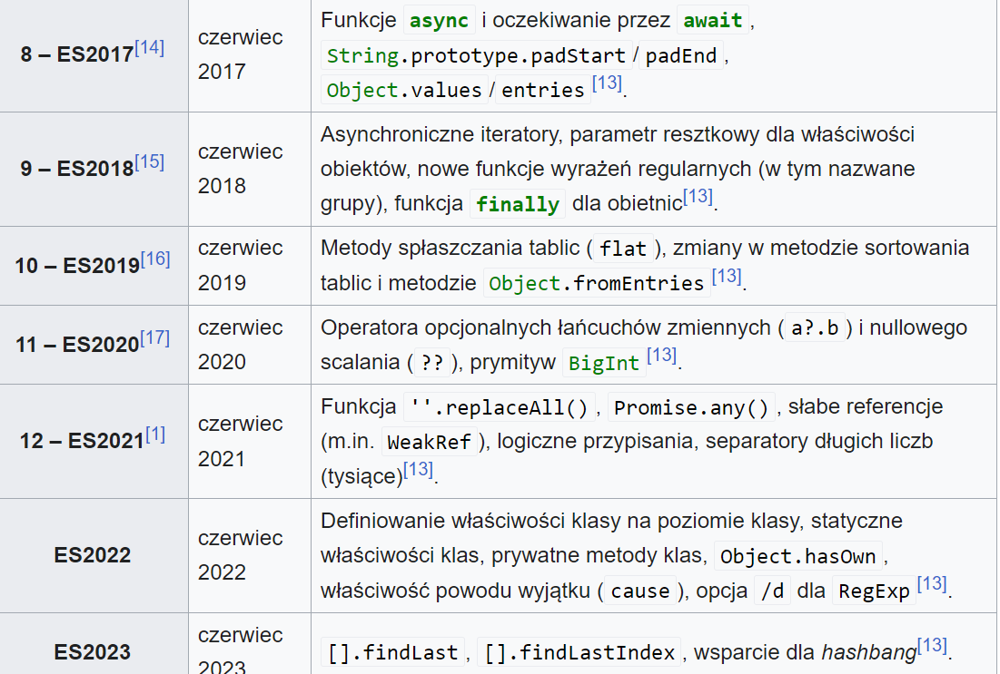 8 – ES2017[14]
czerwiec
2017
Funkcje async i oczekiwanie przez await,
String.prototype.padStart / padEnd,
Object.values / entries[13].
9 – ES2018[15]
czerwiec
2018
Asynchroniczne iteratory, parametr resztkowy dla właściwości
obiektów, nowe funkcje wyrażeń regularnych (w tym nazwane
grupy), funkcja finally dla obietnic[13].
10 – ES2019[16]
czerwiec
2019
Metody spłaszczania tablic (flat), zmiany w metodzie sortowania
tablic i metodzie Object.fromEntries[13].
11 – ES2020[17]
czerwiec
2020
Operatora opcjonalnych łańcuchów zmiennych (a?.b) i nullowego
scalania (??), prymityw BigInt[13].
12 – ES2021[1]
czerwiec
2021
Funkcja ''.replaceAll(), Promise.any(), słabe referencje
(m.in. WeakRef), logiczne przypisania, separatory długich liczb
(tysiące)[13].
ES2022
czerwiec
2022
Definiowanie właściwości klasy na poziomie klasy, statyczne
właściwości klas, prywatne metody klas, Object.hasOwn,
właściwość powodu wyjątku (cause), opcja /d dla RegExp[13].
ES2023
czerwiec
2023
[].findLast, [].findLastIndex, wsparcie dla hashbang[13].